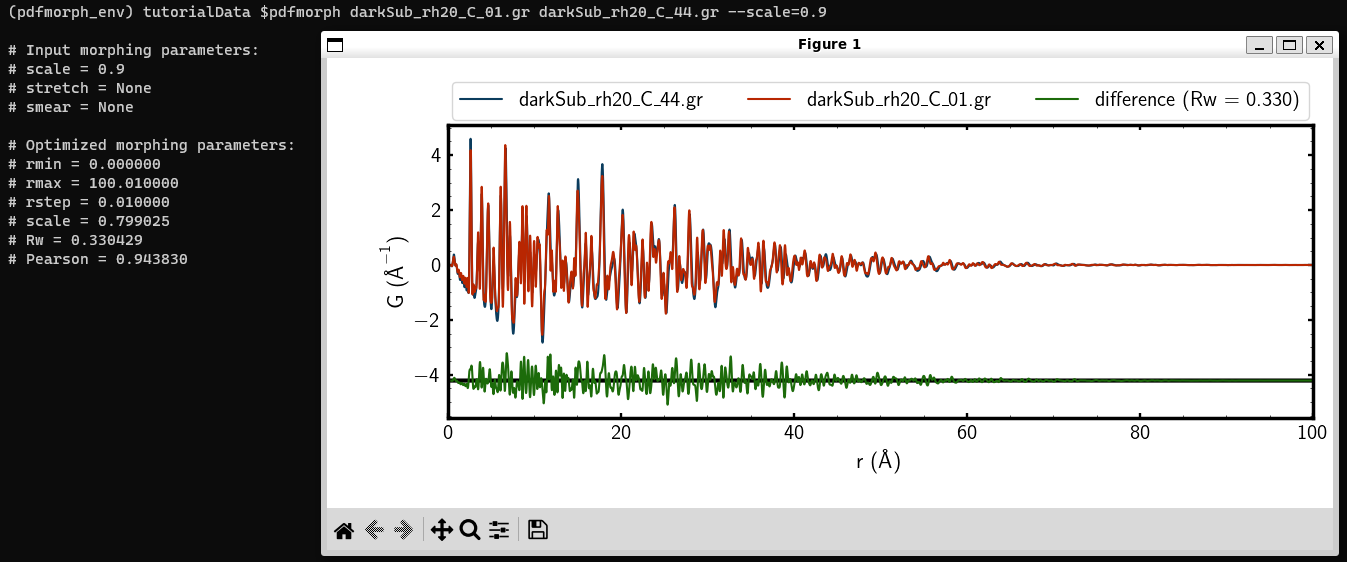 (pdfmorph_env) tutorialData $pdfmorph darkSub_rh20_C_01.gr darkSub_rh20_C_44.gr --scale=0.9
# Input morphing parameters:
# scale = 0.9
# stretch = None
# smear = None
# Optimized morphing parameters:
# rmin = 0.000000
# rmax = 100.010000
# rstep = 0.010000
# scale = 0.799025
# Rw = 0.330429
# Pearson = 0.943830
Figure 1
darkSub_rh20_C_44.gr darkSub_rh20_C_01.gr difference (Rw = 0.330)
G (Å⁻¹)
4
2
0
−2
−4
0 20 40 60 80 100
r (Å)